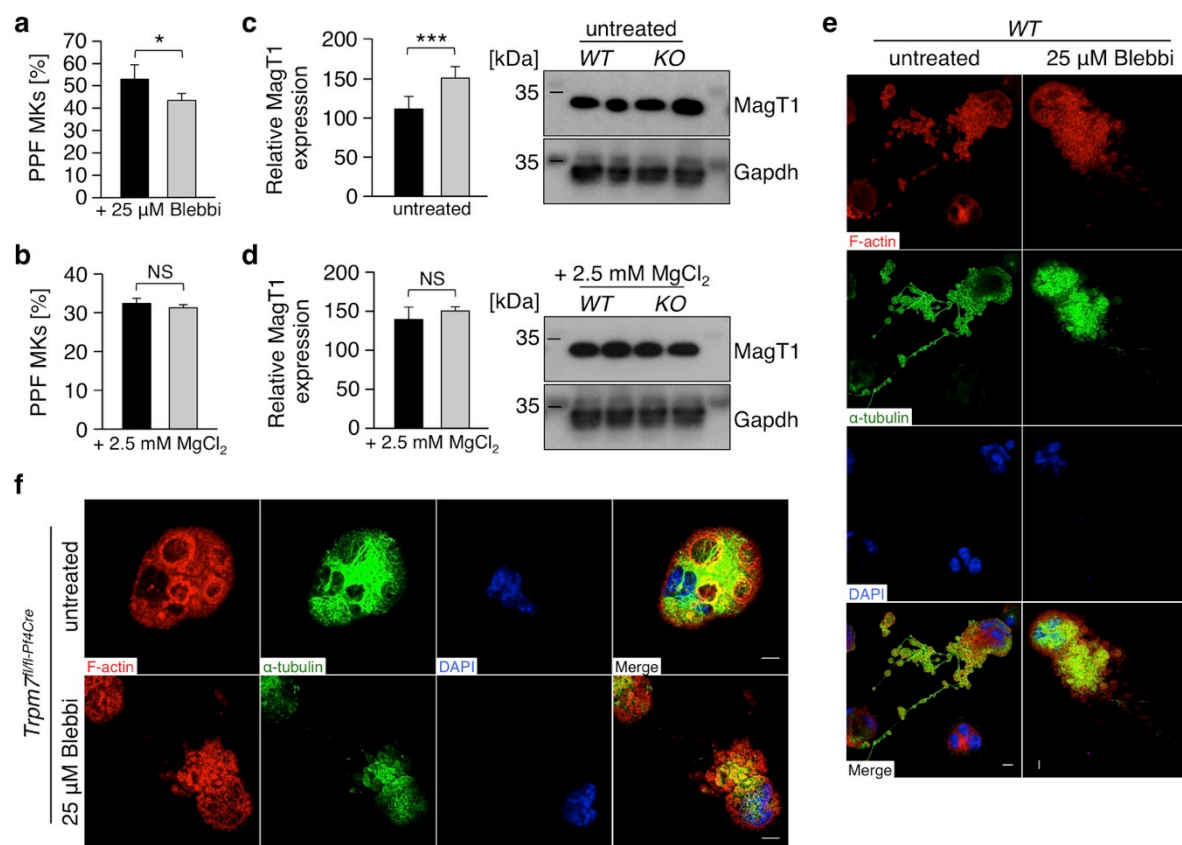 a
PPF MKs [%]
70
60
50
40
30
20
10
0
*
+ 25 µM Blebbi
b
PPF MKs [%]
40
30
20
10
0
NS
+ 2.5 mM MgCl₂
c
Relative MagT1
expression
200
150
100
50
0
***
untreated
untreated
[kDa] WT KO
35
MagT1
35
Gapdh
d
Relative MagT1
expression
200
150
100
50
0
NS
+ 2.5 mM MgCl₂
+ 2.5 mM MgCl₂
[kDa] WT KO
35
MagT1
35
Gapdh
e
WT
untreated 25 µM Blebbi
F-actin
α-tubulin
DAPI
Merge
f
Trpm7fl/fl-Pf4Cre
untreated
F-actin α-tubulin DAPI Merge
25 µM Blebbi